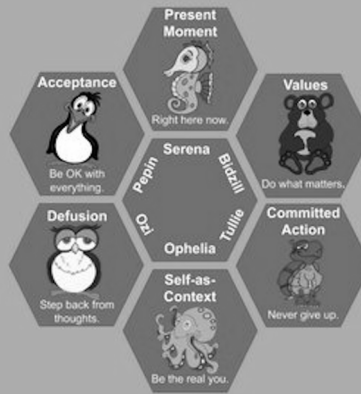 Present
Moment
Right here now.
Acceptance
Be OK with
everything.
Values
Do what matters.
Serena
Pepin
Bidziil
Ozi
Tullie
Ophelia
Defusion
Step back from
thoughts.
Committed
Action
Never give up.
Self-as-
Context
Be the real you.